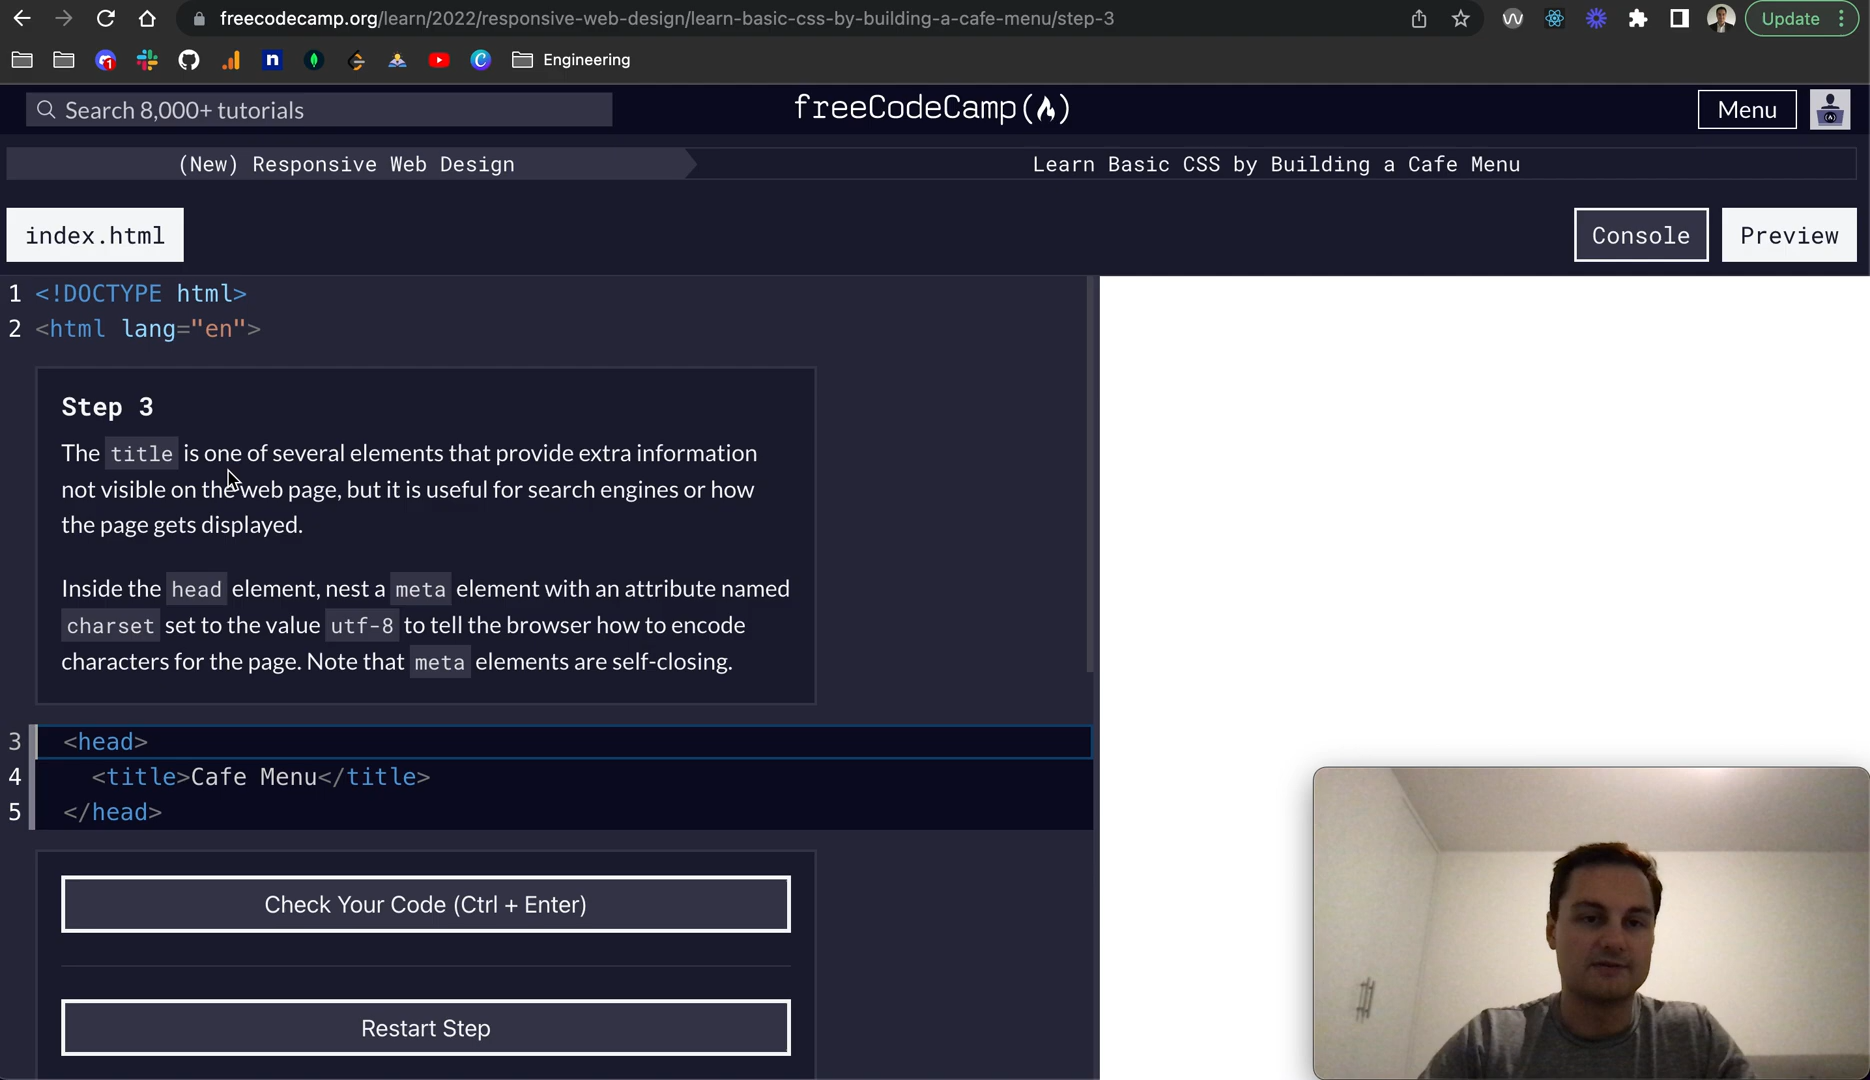 freecodecamp.org/learn/2022/responsive-web-design/learn-basic-css-by-building-a-cafe-menu/step-3
Update
1
Engineering
Search 8,000+ tutorials
freeCodeCamp
Menu
(New) Responsive Web Design
Learn Basic CSS by Building a Cafe Menu
index.html
Console
Preview
1 <!DOCTYPE html>
2 <html lang="en">
Step 3
The title is one of several elements that provide extra information
not visible on the web page, but it is useful for search engines or how
the page gets displayed.
Inside the head element, nest a meta element with an attribute named
charset set to the value utf-8 to tell the browser how to encode
characters for the page. Note that meta elements are self-closing.
3 <head>
4 <title>Cafe Menu</title>
5 </head>
Check Your Code (Ctrl + Enter)
Restart Step